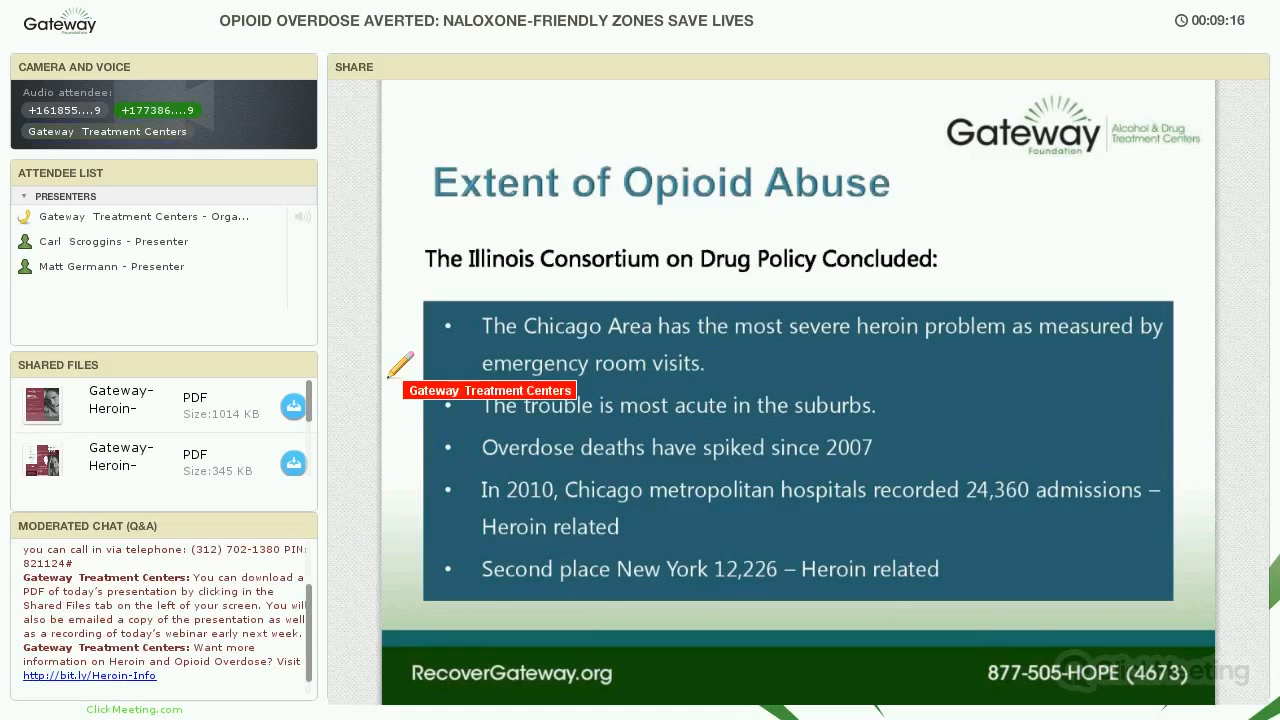 Gateway
FOUNDATION
OPIOID OVERDOSE AVERTED: NALOXONE-FRIENDLY ZONES SAVE LIVES
00:09:16
CAMERA AND VOICE
Audio attendee:
+161855....9 +177386....9
Gateway Treatment Centers
ATTENDEE LIST
PRESENTERS
Gateway Treatment Centers - Orga...
Carl Scroggins - Presenter
Matt Germann - Presenter
SHARED FILES
Gateway-
Heroin-
PDF
Size:1014 KB
Gateway-
Heroin-
PDF
Size:345 KB
MODERATED CHAT (Q&A)
you can call in via telephone: (312) 702-1380 PIN:
821124#
Gateway Treatment Centers: You can download a
PDF of today's presentation by clicking in the
Shared Files tab on the left of your screen. You will
also be emailed a copy of the presentation as well
as a recording of today's webinar early next week.
Gateway Treatment Centers: Want more
information on Heroin and Opioid Overdose? Visit
http://bit.ly/Heroin-Info
ClickMeeting.com
SHARE
Gateway
Foundation
Alcohol & Drug
Treatment Centers
Extent of Opioid Abuse
The Illinois Consortium on Drug Policy Concluded:
• The Chicago Area has the most severe heroin problem as measured by
emergency room visits.
Gateway Treatment Centers
• The trouble is most acute in the suburbs.
• Overdose deaths have spiked since 2007
• In 2010, Chicago metropolitan hospitals recorded 24,360 admissions –
Heroin related
• Second place New York 12,226 – Heroin related
RecoverGateway.org
877-505-HOPE (4673)